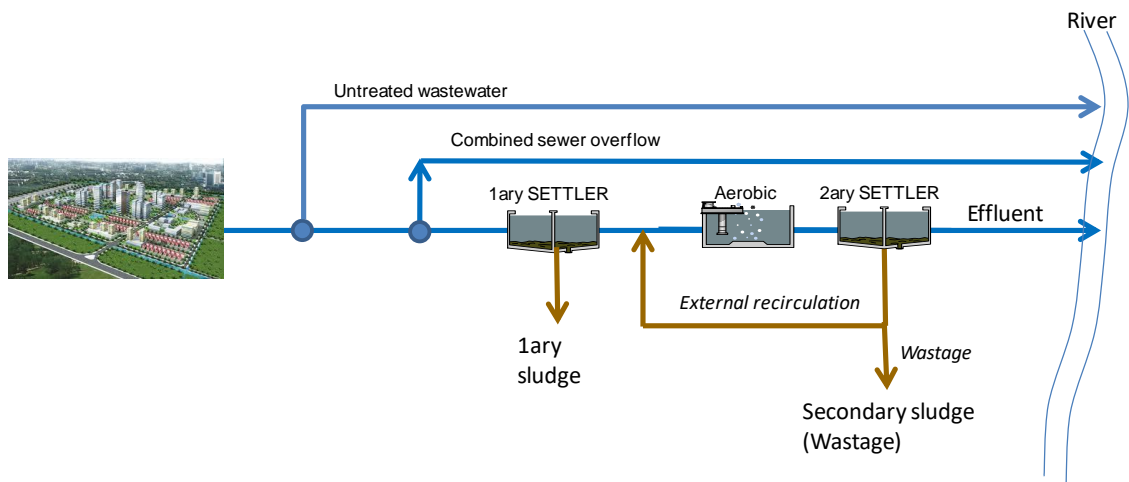 River
Untreated wastewater
Combined sewer overflow
1ary SETTLER
Aerobic
2ary SETTLER
Effluent
External recirculation
1ary
sludge
Wastage
Secondary sludge
(Wastage)